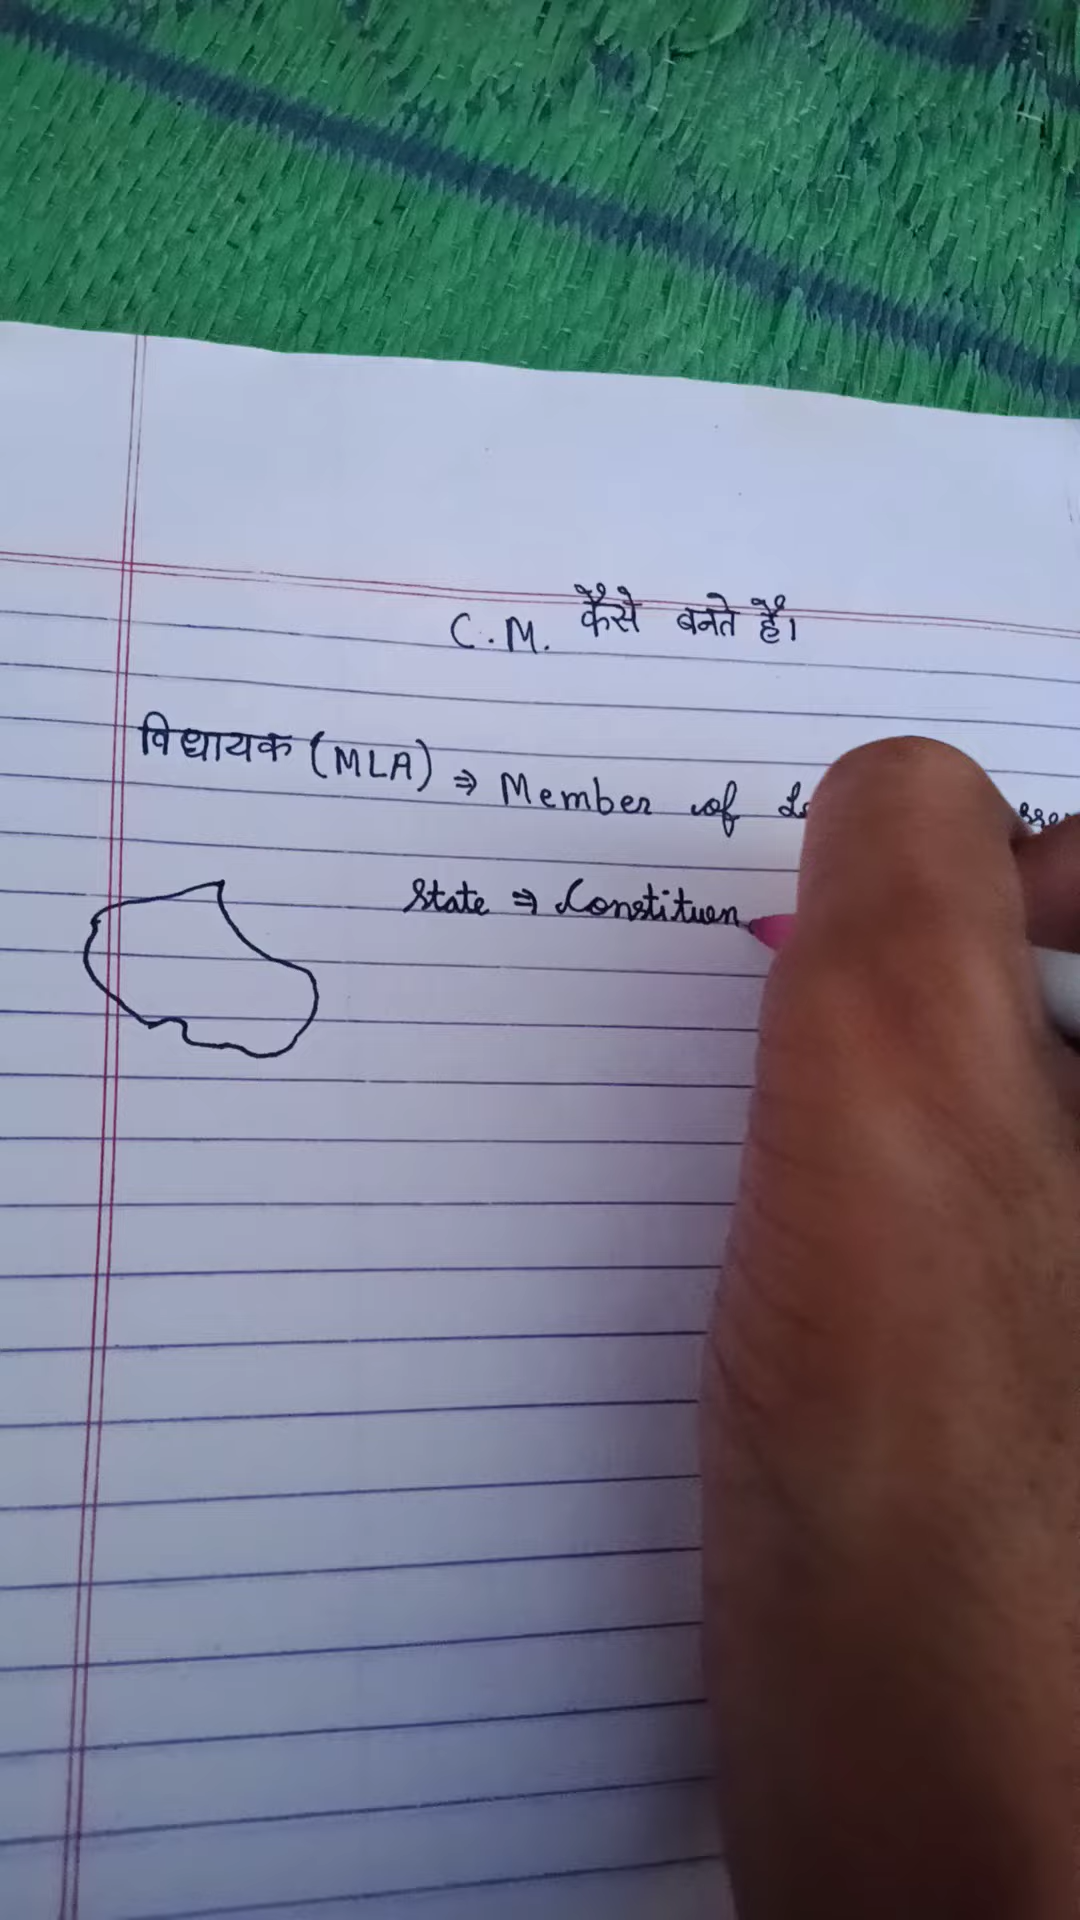 C.M. कैसे बनते हैं।
विधायक (MLA) ⇒ Member of
State ⇒ Constituen